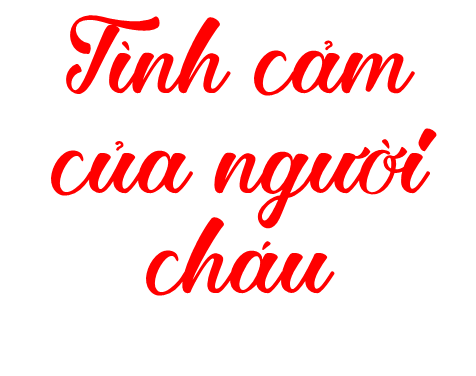 Tình cảm
của người
cháu